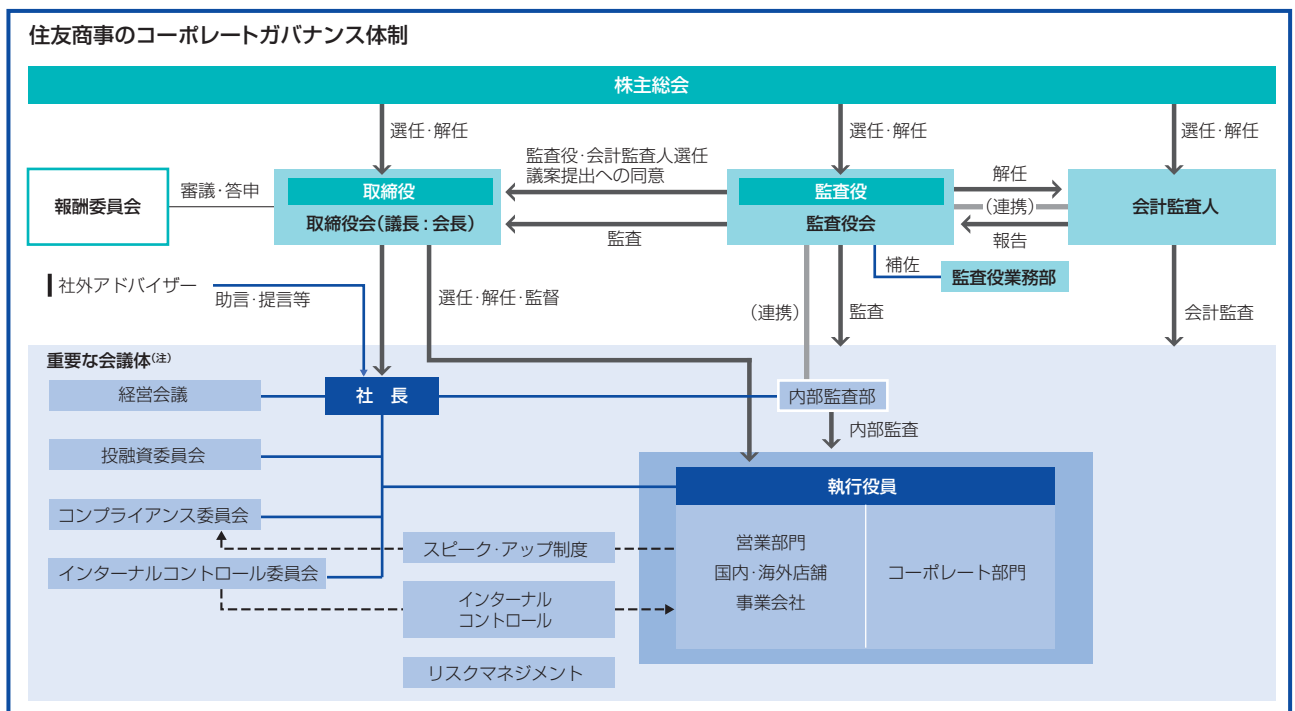 住友商事のコーポレートガバナンス体制
株主総会
選任・解任
選任・解任
選任・解任
監査役・会計監査人選任
議案提出への同意
報酬委員会
審議・答申
取締役
取締役会(議長:会長)
監査
監査役
監査役会
解任
(連携)
報告
会計監査人
補佐
監査役業務部
社外アドバイザー
助言・提言等
選任・解任・監督
(連携)
監査
会計監査
重要な会議体(注)
経営会議
社 長
内部監査部
内部監査
投融資委員会
執行役員
コンプライアンス委員会
スピーク・アップ制度
営業部門
国内・海外店舗
事業会社
コーポレート部門
インターナルコントロール委員会
インターナル
コントロール
リスクマネジメント